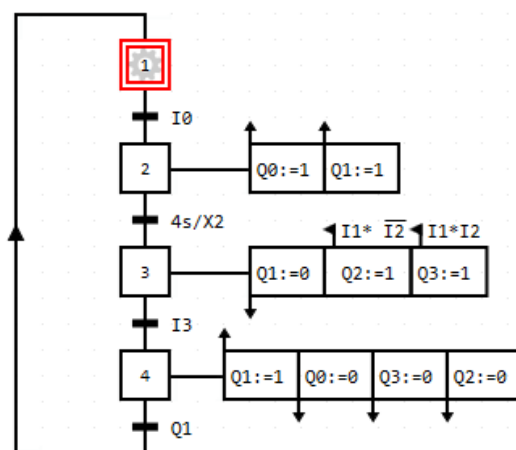 1
I0
2 Q0:=1 Q1:=1
4s/X2
I1* I̅2̅ I1*I2
3 Q1:=0 Q2:=1 Q3:=1
I3
4 Q1:=1 Q0:=0 Q3:=0 Q2:=0
Q1